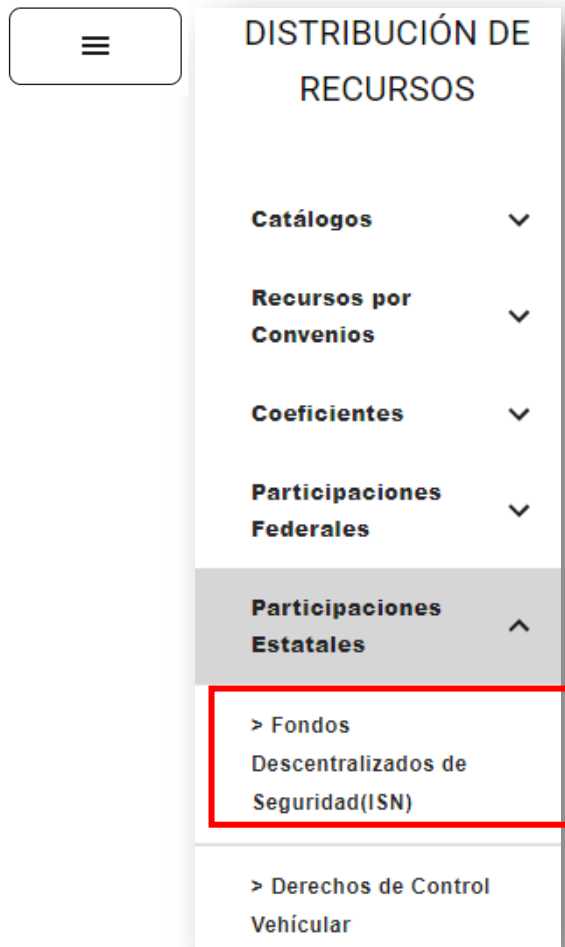 DISTRIBUCIÓN DE
RECURSOS
Catálogos
Recursos por
Convenios
Coeficientes
Participaciones
Federales
Participaciones
Estatales
> Fondos
Descentralizados de
Seguridad(ISN)
> Derechos de Control
Vehícular